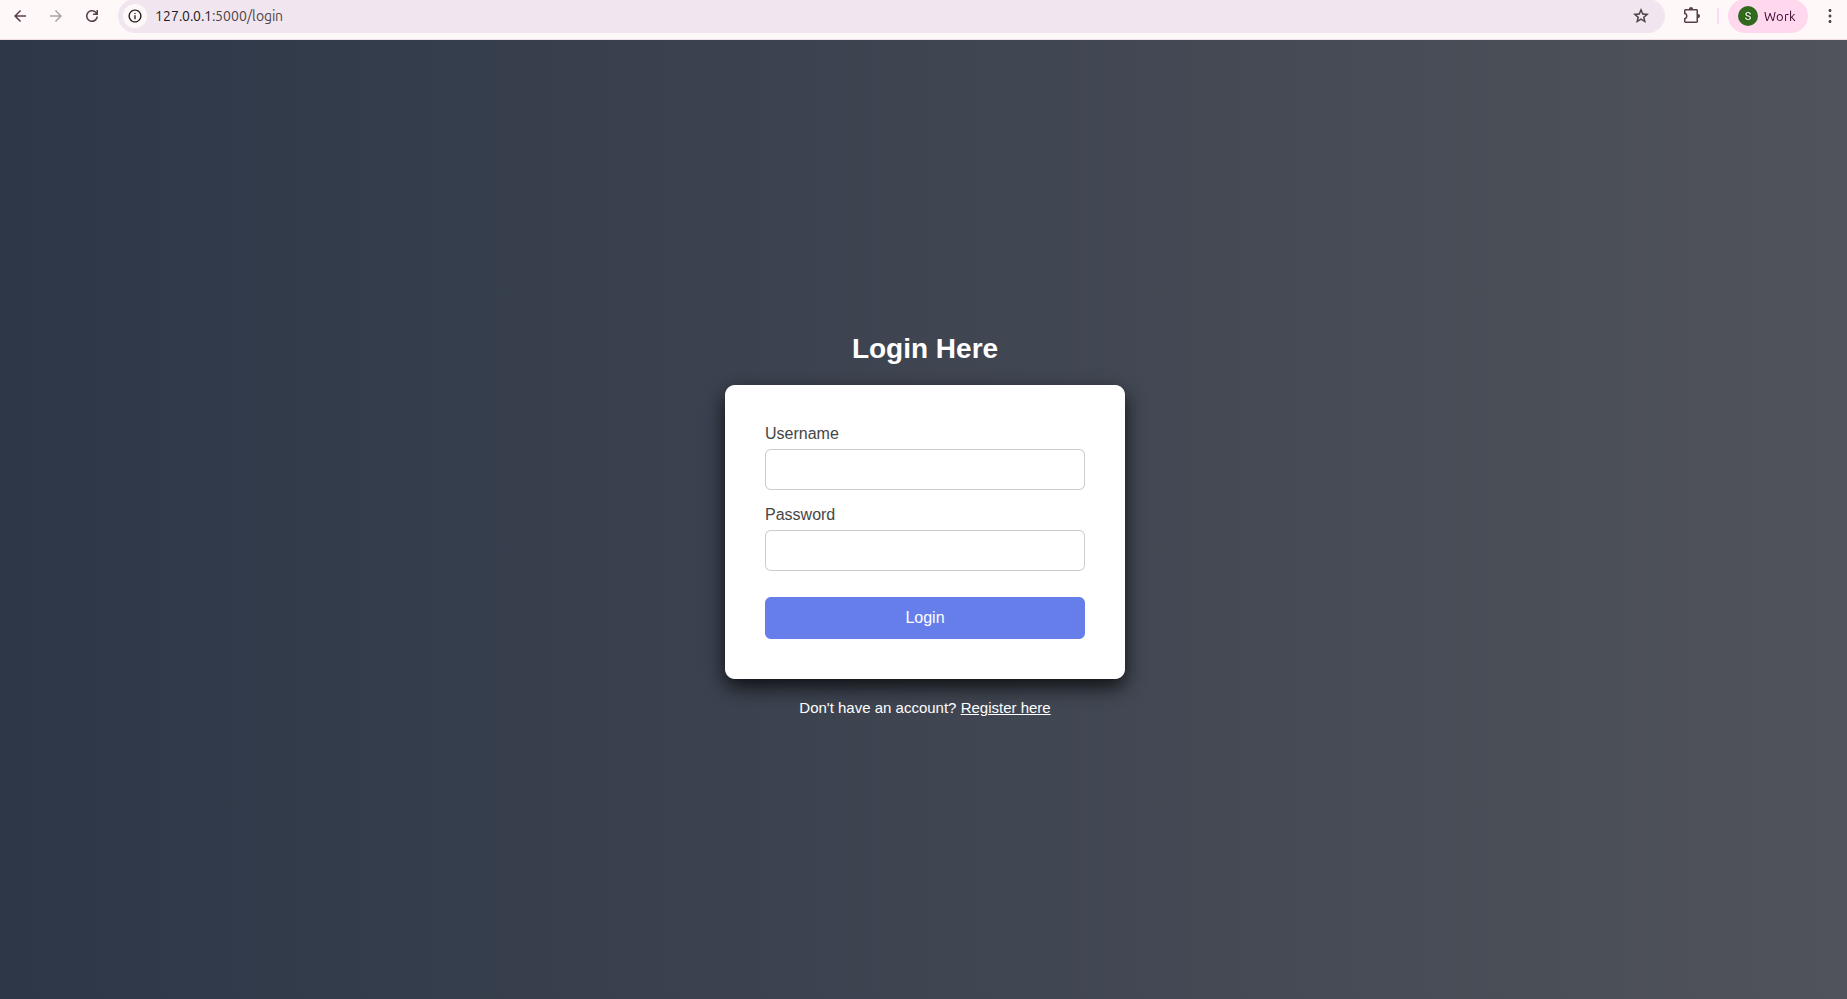 127.0.0.1:5000/login
S Work
Login Here
Username
Password
Login
Don't have an account? Register here